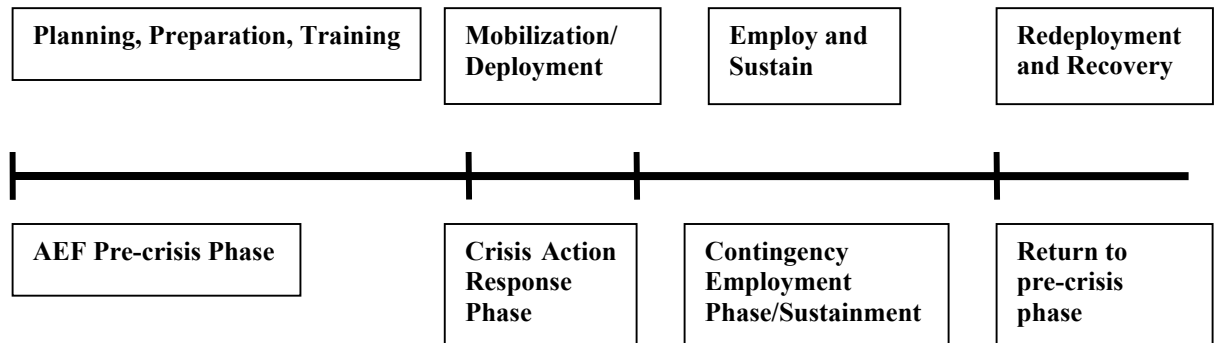 Planning, Preparation, Training
Mobilization/
Deployment
Employ and
Sustain
Redeployment
and Recovery
AEF Pre-crisis Phase
Crisis Action
Response
Phase
Contingency
Employment
Phase/Sustainment
Return to
pre-crisis
phase